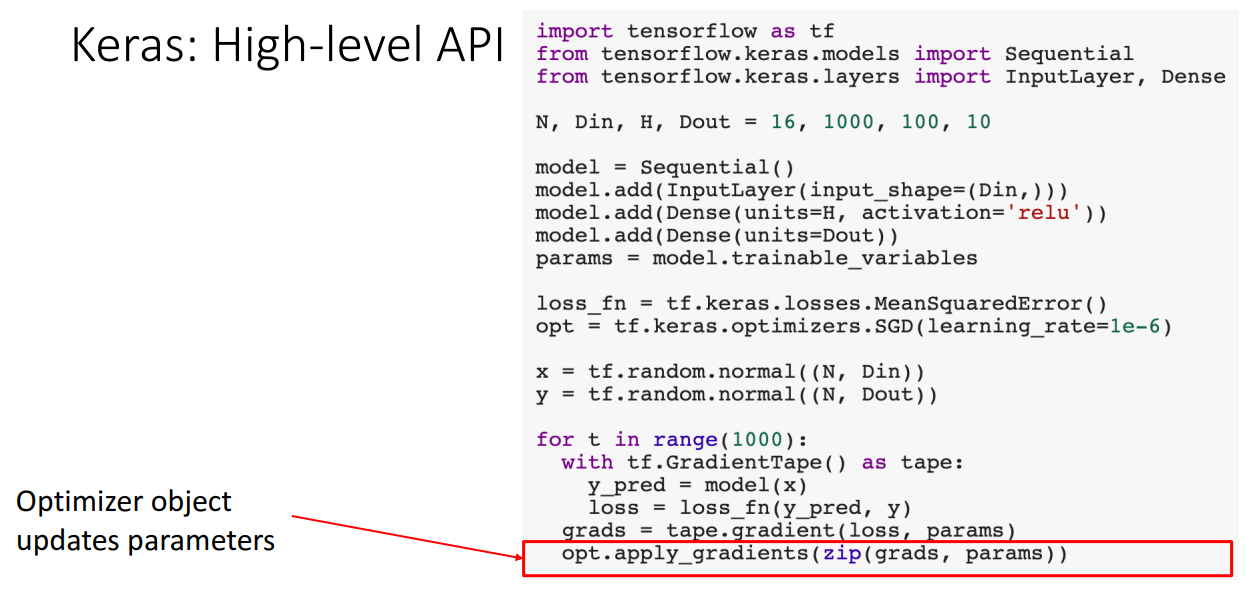 Keras: High-level API
import tensorflow as tf
from tensorflow.keras.models import Sequential
from tensorflow.keras.layers import InputLayer, Dense
N, Din, H, Dout = 16, 1000, 100, 10
model = Sequential()
model.add(InputLayer(input_shape=(Din,)))
model.add(Dense(units=H, activation='relu'))
model.add(Dense(units=Dout))
params = model.trainable_variables
loss_fn = tf.keras.losses.MeanSquaredError()
opt = tf.keras.optimizers.SGD(learning_rate=1e-6)
x = tf.random.normal((N, Din))
y = tf.random.normal((N, Dout))
for t in range(1000):
  with tf.GradientTape() as tape:
    y_pred = model(x)
    loss = loss_fn(y_pred, y)
  grads = tape.gradient(loss, params)
  opt.apply_gradients(zip(grads, params))
Optimizer object
updates parameters